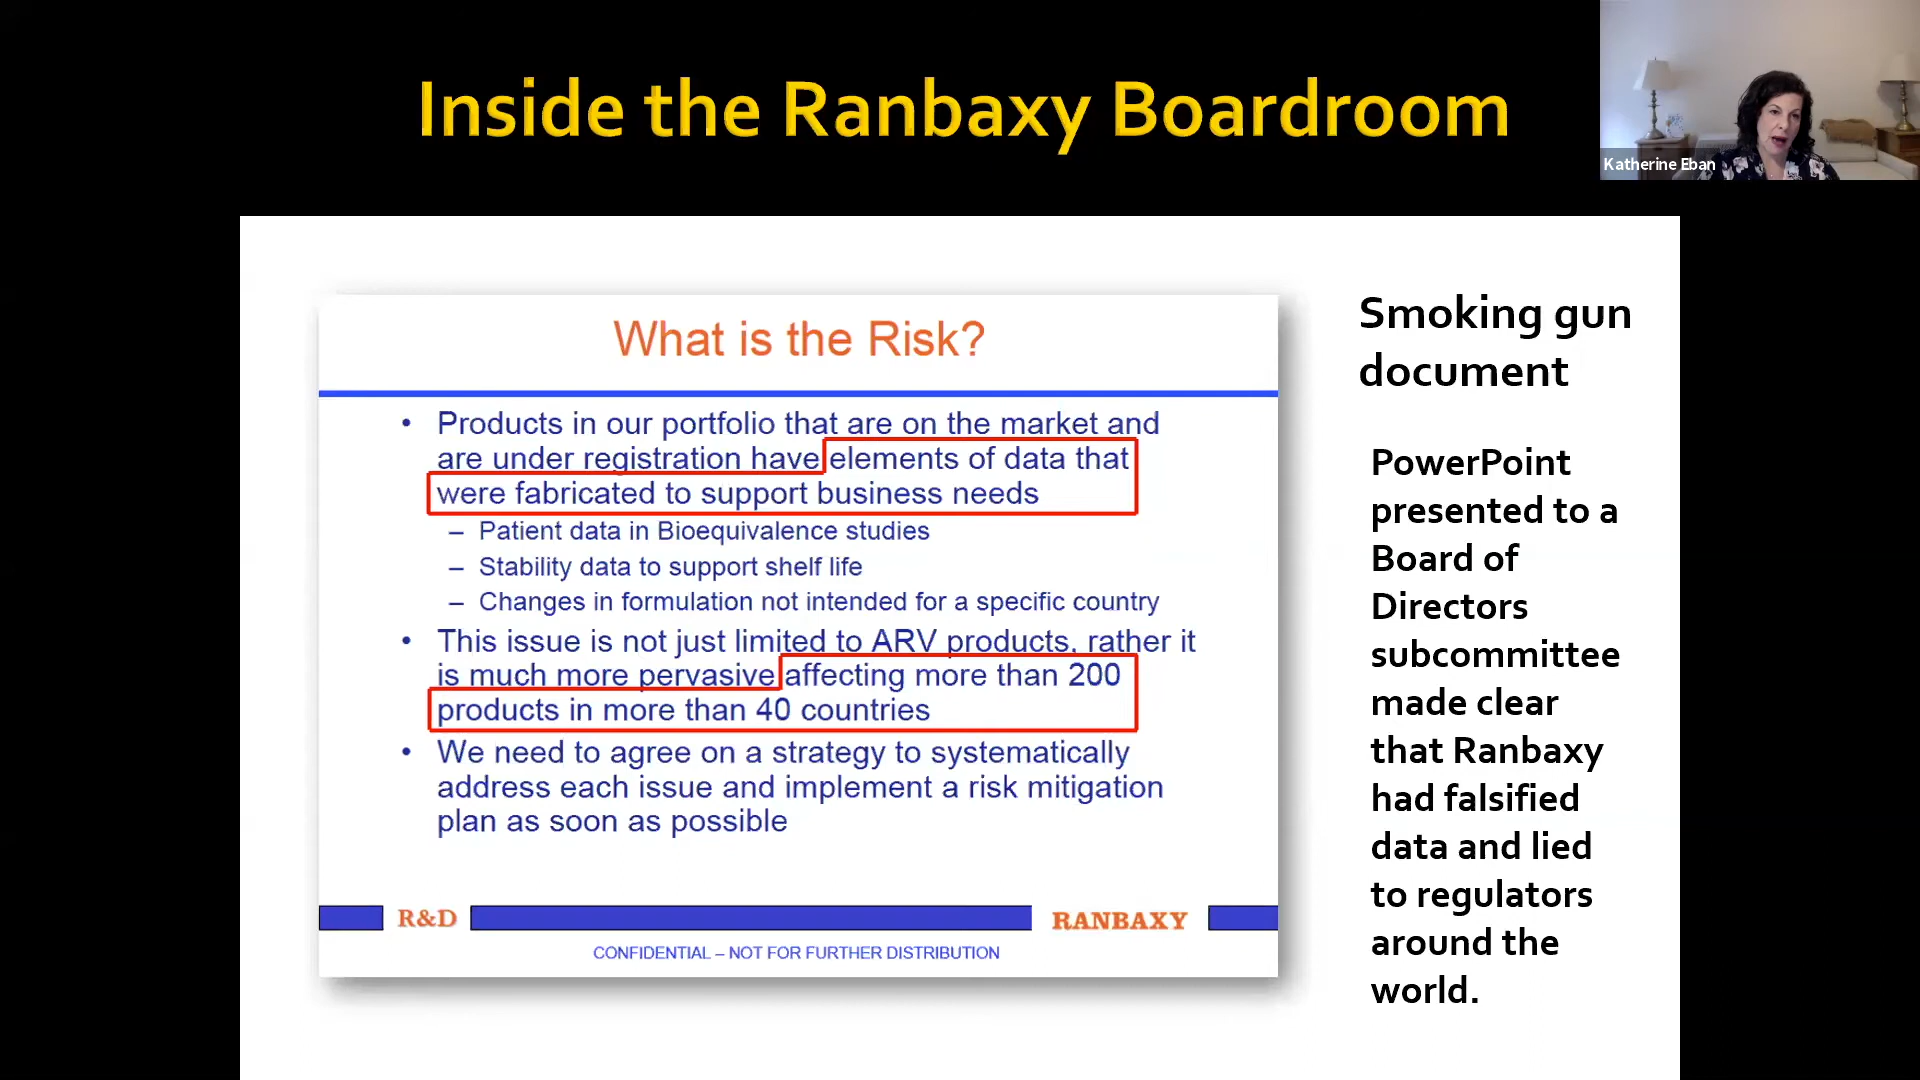 Inside the Ranbaxy Boardroom
Katherine Eban
What is the Risk?
• Products in our portfolio that are on the market and
are under registration have elements of data that
were fabricated to support business needs
– Patient data in Bioequivalence studies
– Stability data to support shelf life
– Changes in formulation not intended for a specific country
• This issue is not just limited to ARV products, rather it
is much more pervasive affecting more than 200
products in more than 40 countries
• We need to agree on a strategy to systematically
address each issue and implement a risk mitigation
plan as soon as possible
R&D
RANBAXY
CONFIDENTIAL – NOT FOR FURTHER DISTRIBUTION
Smoking gun
document
PowerPoint
presented to a
Board of
Directors
subcommittee
made clear
that Ranbaxy
had falsified
data and lied
to regulators
around the
world.